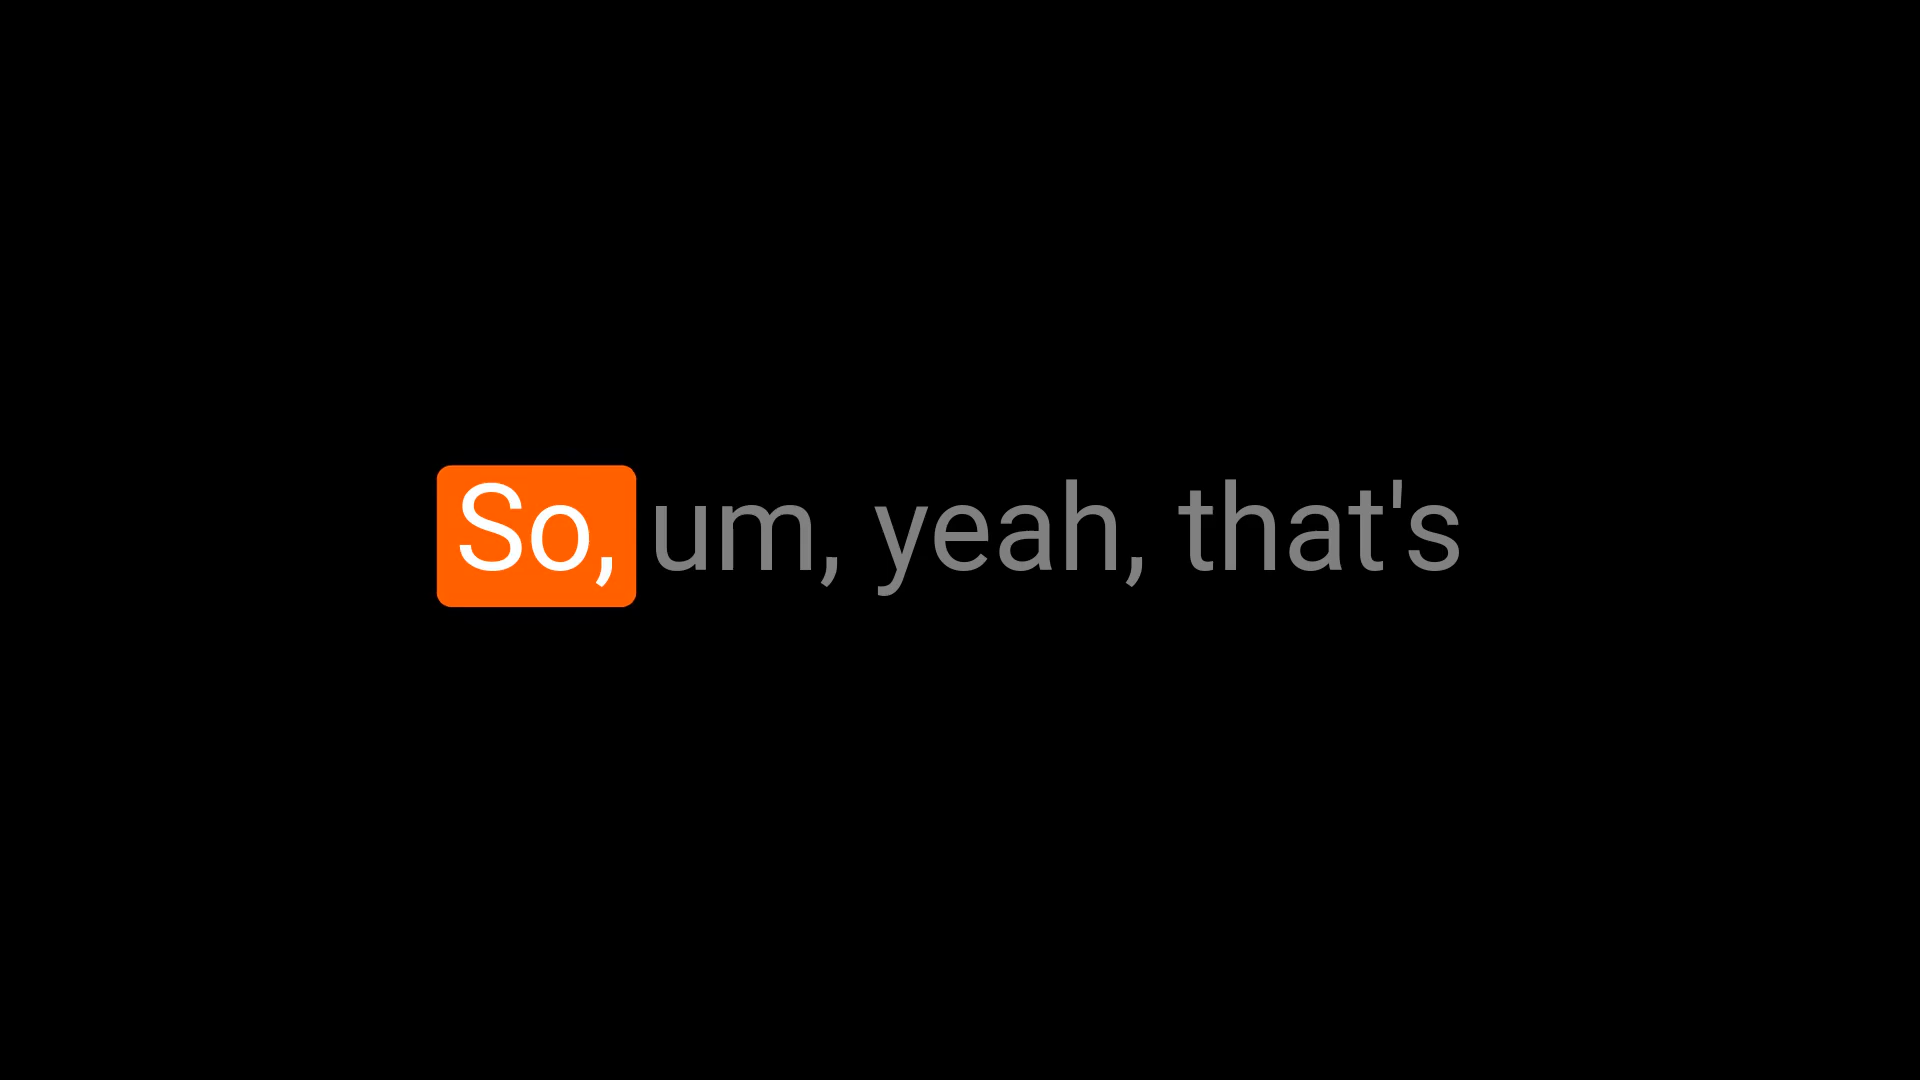 So, um, yeah, that's